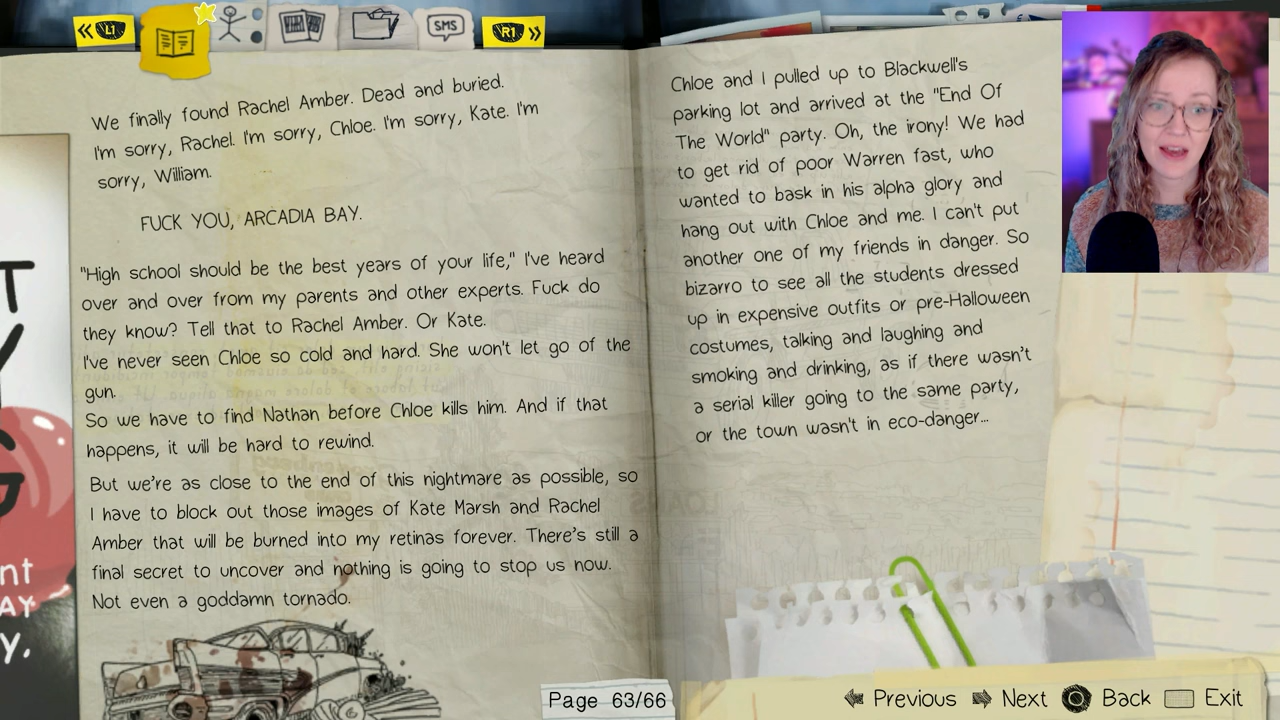 L1
SMS
R1
We finally found Rachel Amber. Dead and buried.
I'm sorry, Rachel. I'm sorry, Chloe. I'm sorry, Kate. I'm
sorry, William.
FUCK YOU, ARCADIA BAY.
"High school should be the best years of your life," I've heard
over and over from my parents and other experts. Fuck do
they know? Tell that to Rachel Amber. Or Kate.
I've never seen Chloe so cold and hard. She won't let go of the
gun.
So we have to find Nathan before Chloe kills him. And if that
happens, it will be hard to rewind.
But we're as close to the end of this nightmare as possible, so
I have to block out those images of Kate Marsh and Rachel
Amber that will be burned into my retinas forever. There's still a
final secret to uncover and nothing is going to stop us now.
Not even a goddamn tornado.
Chloe and I pulled up to Blackwell's
parking lot and arrived at the "End Of
The World" party. Oh, the irony! We had
to get rid of poor Warren fast, who
wanted to bask in his alpha glory and
hang out with Chloe and me. I can't put
another one of my friends in danger. So
bizarro to see all the students dressed
up in expensive outfits or pre-Halloween
costumes, talking and laughing and
smoking and drinking, as if there wasn't
a serial killer going to the same party,
or the town wasn't in eco-danger...
Page 63/66
Previous
Next
Back
Exit